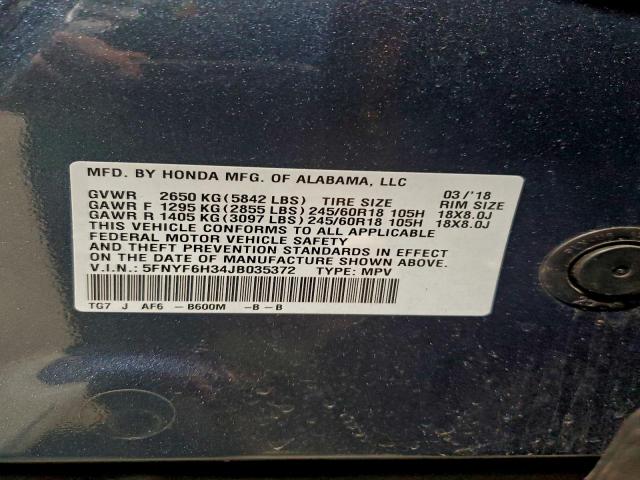 MFD. BY HONDA MFG. OF ALABAMA, LLC 03/'18
GVWR 2650 KG(5842 LBS) TIRE SIZE RIM SIZE
GAWR F 1295 KG(2855 LBS)245/60R18 105H 18X8.0J
GAWR R 1405 KG(3097 LBS)245/60R18 105H 18X8.0J
THIS VEHICLE CONFORMS TO ALL APPLICABLE
FEDERAL MOTOR VEHICLE SAFETY
AND THEFT PREVENTION STANDARDS IN EFFECT
ON THE DATE OF MANUFACTURE SHOWN ABOVE.
V.I.N.: 5FNYF6H34JB035372 TYPE: MPV
TG7 J AF6 -B600M -B-B